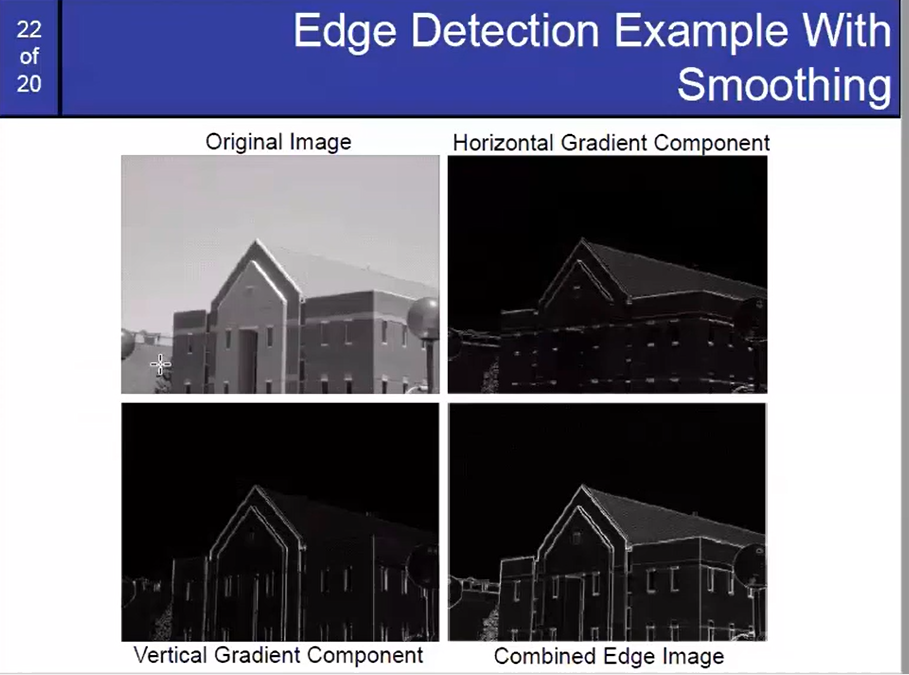 22
of
20
Edge Detection Example With
Smoothing
Original Image
Horizontal Gradient Component
Vertical Gradient Component
Combined Edge Image